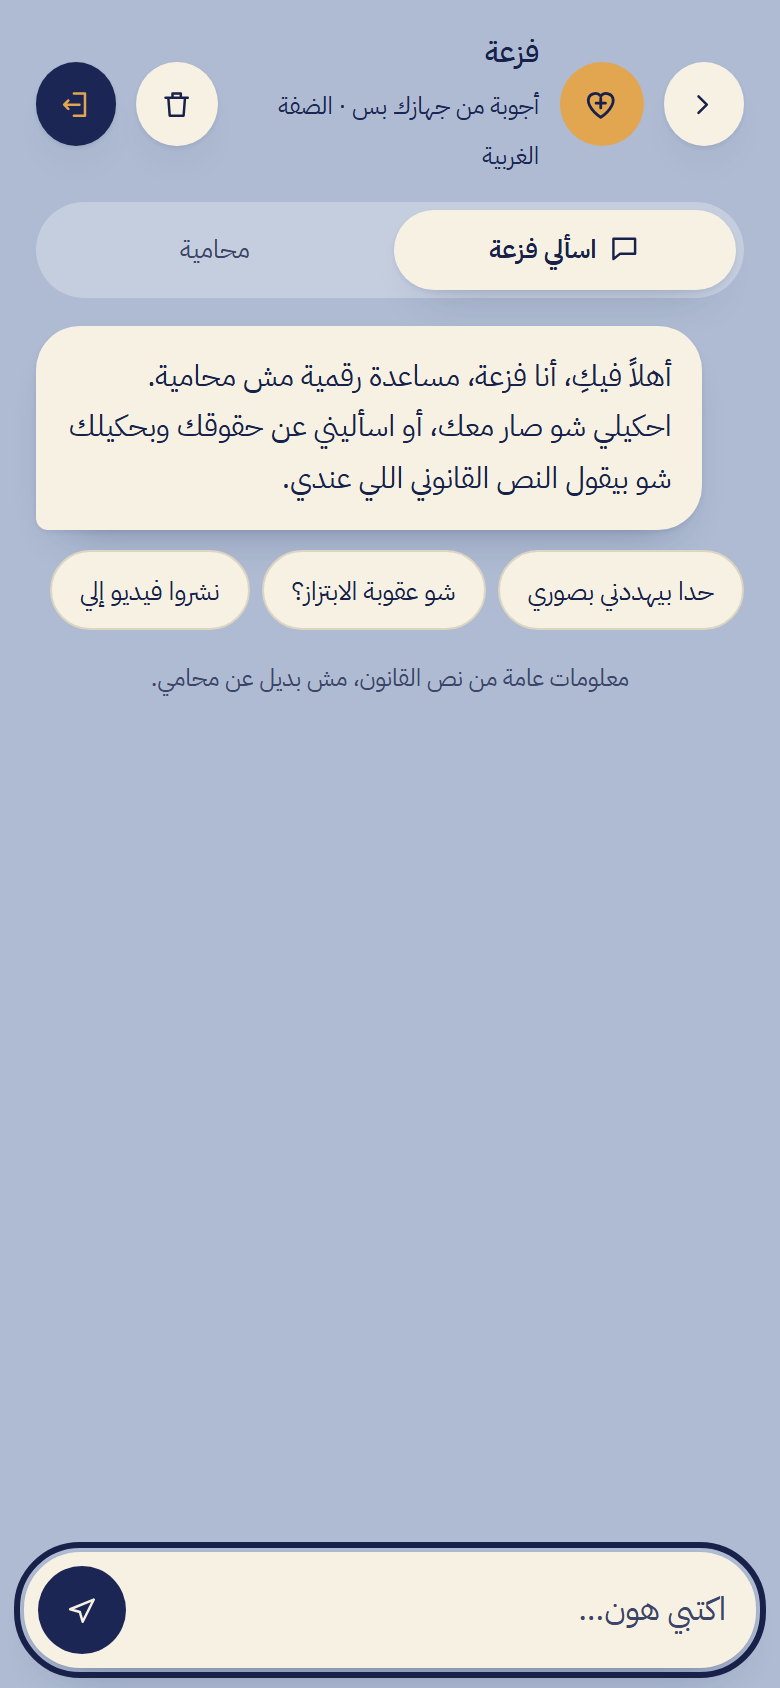 فزعة
أجوبة من جهازك بس · الضفة
الغربية
اسألي فزعة
محامية
أهلاً فيكِ، أنا فزعة، مساعدة رقمية مش محامية.
احكيلي شو صار معك، أو اسأليني عن حقوقك وبحكيلك
شو بيقول النص القانوني اللي عندي.
حدا بيهددني بصوري
شو عقوبة الابتزاز؟
نشروا فيديو إلي
معلومات عامة من نص القانون، مش بديل عن محامي.
اكتبي هون...